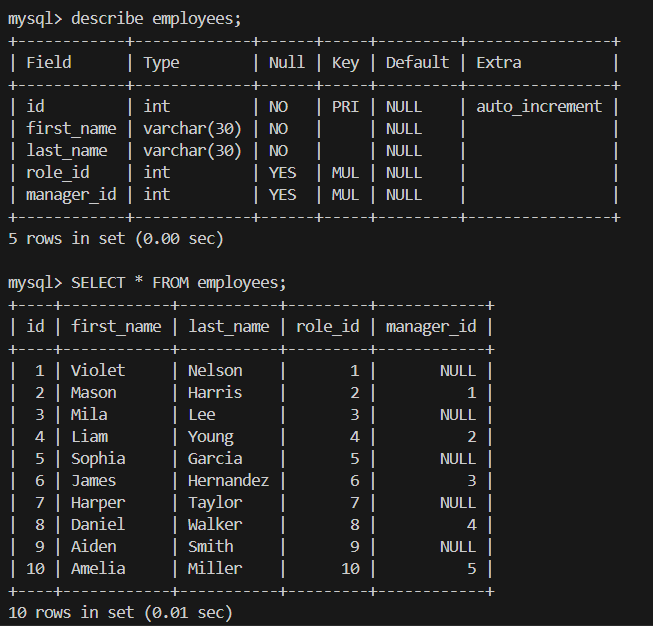 mysql> describe employees;
+------------+-------------+------+-----+---------+----------------+
| Field      | Type        | Null | Key | Default | Extra          |
+------------+-------------+------+-----+---------+----------------+
| id         | int         | NO   | PRI | NULL    | auto_increment |
| first_name | varchar(30) | NO   |     | NULL    |                |
| last_name  | varchar(30) | NO   |     | NULL    |                |
| role_id    | int         | YES  | MUL | NULL    |                |
| manager_id | int         | YES  | MUL | NULL    |                |
+------------+-------------+------+-----+---------+----------------+
5 rows in set (0.00 sec)

mysql> SELECT * FROM employees;
+----+------------+-----------+---------+------------+
| id | first_name | last_name | role_id | manager_id |
+----+------------+-----------+---------+------------+
|  1 | Violet     | Nelson    |       1 |       NULL |
|  2 | Mason      | Harris    |       2 |          1 |
|  3 | Mila       | Lee       |       3 |       NULL |
|  4 | Liam       | Young     |       4 |          2 |
|  5 | Sophia     | Garcia    |       5 |       NULL |
|  6 | James      | Hernandez |       6 |          3 |
|  7 | Harper     | Taylor    |       7 |       NULL |
|  8 | Daniel     | Walker    |       8 |          4 |
|  9 | Aiden      | Smith     |       9 |       NULL |
| 10 | Amelia     | Miller    |      10 |          5 |
+----+------------+-----------+---------+------------+
10 rows in set (0.01 sec)